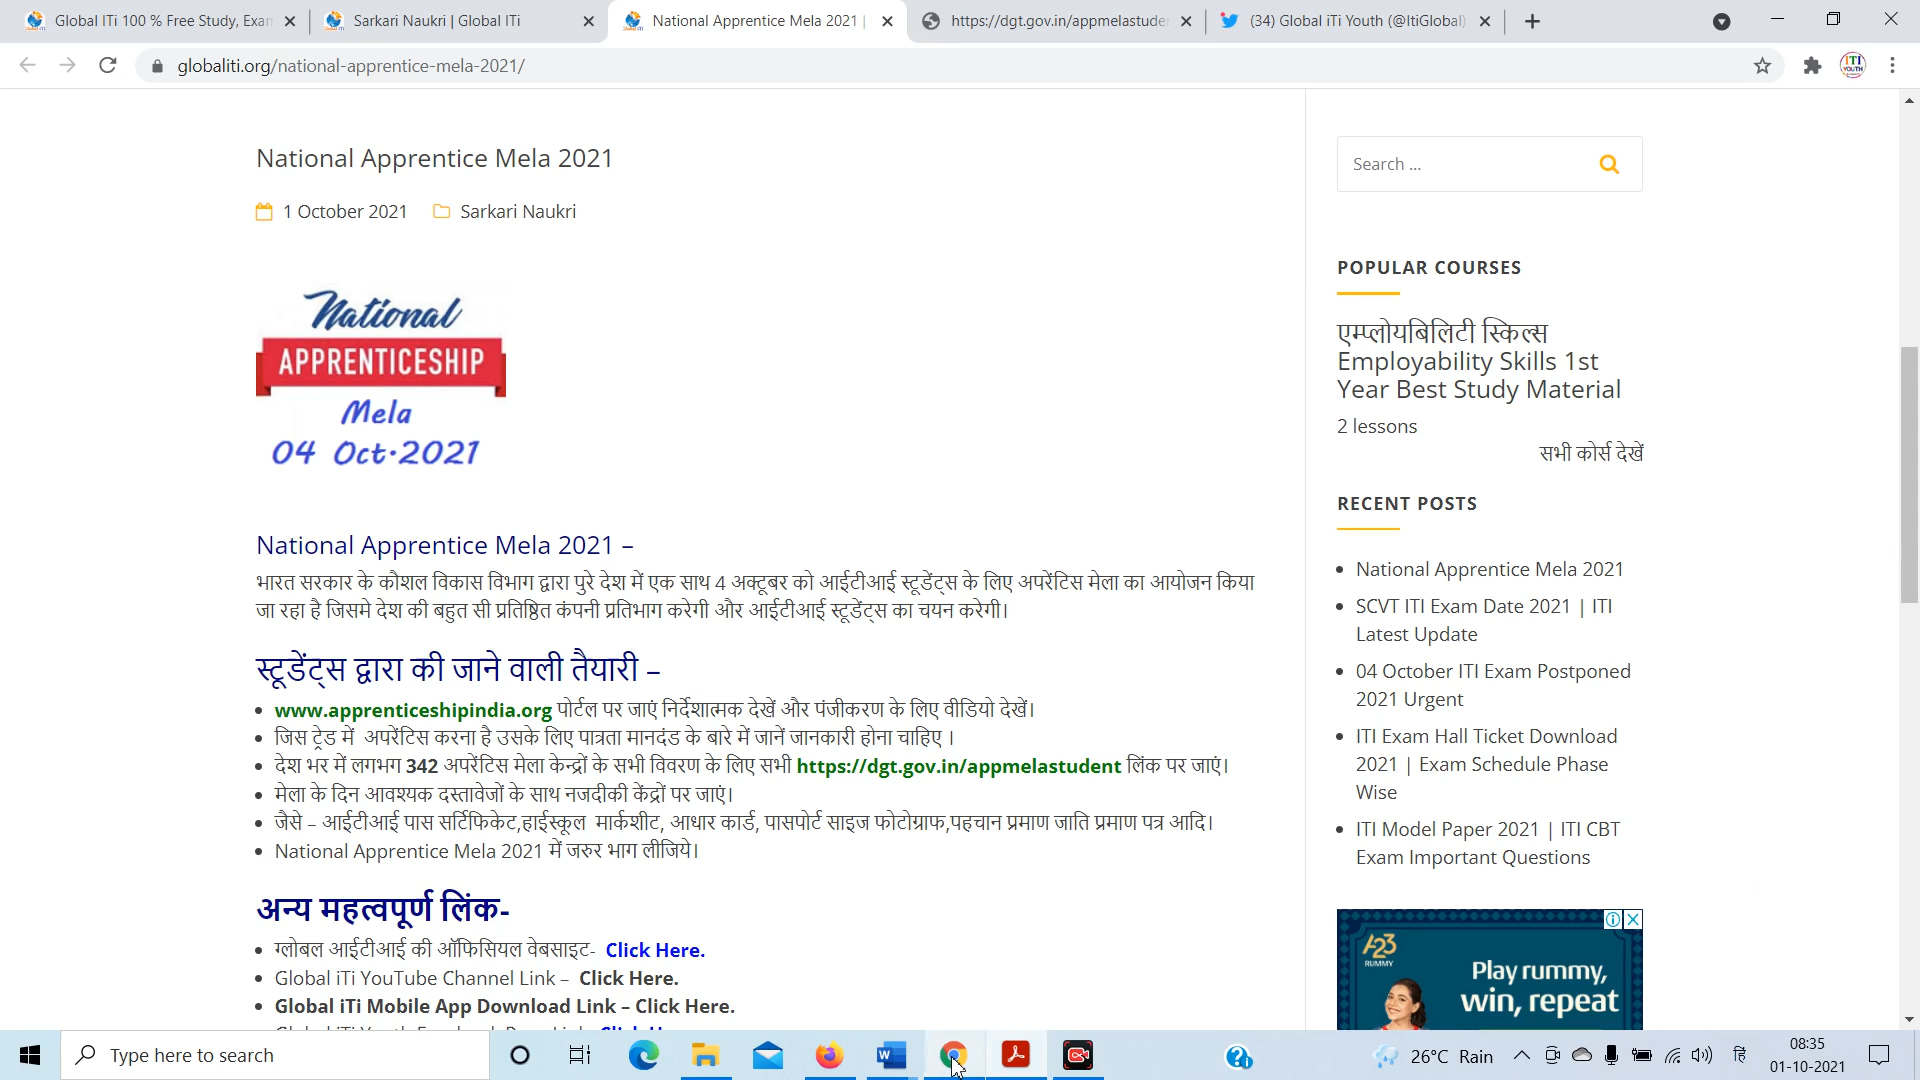 Global ITi 100 % Free Study, Exam
Sarkari Naukri | Global ITi
National Apprentice Mela 2021 |
https://dgt.gov.in/appmelastude
(34) Global iTi Youth (@ItiGlobal)
globaliti.org/national-apprentice-mela-2021/
ITI
YOUTH
National Apprentice Mela 2021
1 October 2021 Sarkari Naukri
National
APPRENTICESHIP
Mela
04 Oct·2021
National Apprentice Mela 2021 –
भारत सरकार के कौशल विकास विभाग द्वारा पुरे देश में एक साथ 4 अक्टूबर को आईटीआई स्टूडेंट्स के लिए अपरेंटिस मेला का आयोजन किया
जा रहा है जिसमे देश की बहुत सी प्रतिष्ठित कंपनी प्रतिभाग करेगी और आईटीआई स्टूडेंट्स का चयन करेगी।
स्टूडेंट्स द्वारा की जाने वाली तैयारी –
www.apprenticeshipindia.org पोर्टल पर जाएं निर्देशात्मक देखें और पंजीकरण के लिए वीडियो देखें।
जिस ट्रेड में अपरेंटिस करना है उसके लिए पात्रता मानदंड के बारे में जानें जानकारी होना चाहिए ।
देश भर में लगभग 342 अपरेंटिस मेला केन्द्रों के सभी विवरण के लिए सभी https://dgt.gov.in/appmelastudent लिंक पर जाएं।
मेला के दिन आवश्यक दस्तावेजों के साथ नजदीकी केंद्रों पर जाएं।
जैसे – आईटीआई पास सर्टिफिकेट,हाईस्कूल मार्कशीट, आधार कार्ड, पासपोर्ट साइज फोटोग्राफ,पहचान प्रमाण जाति प्रमाण पत्र आदि।
National Apprentice Mela 2021 में जरुर भाग लीजिये।
अन्य महत्वपूर्ण लिंक-
ग्लोबल आईटीआई की ऑफिसियल वेबसाइट- Click Here.
Global iTi YouTube Channel Link – Click Here.
Global iTi Mobile App Download Link – Click Here.
Search ...
POPULAR COURSES
एम्प्लोयबिलिटी स्किल्स
Employability Skills 1st
Year Best Study Material
2 lessons
सभी कोर्स देखें
RECENT POSTS
National Apprentice Mela 2021
SCVT ITI Exam Date 2021 | ITI
Latest Update
04 October ITI Exam Postponed
2021 Urgent
ITI Exam Hall Ticket Download
2021 | Exam Schedule Phase
Wise
ITI Model Paper 2021 | ITI CBT
Exam Important Questions
A23
RUMMY
Play rummy,
win, repeat
Type here to search
26°C Rain
हि
08:35
01-10-2021